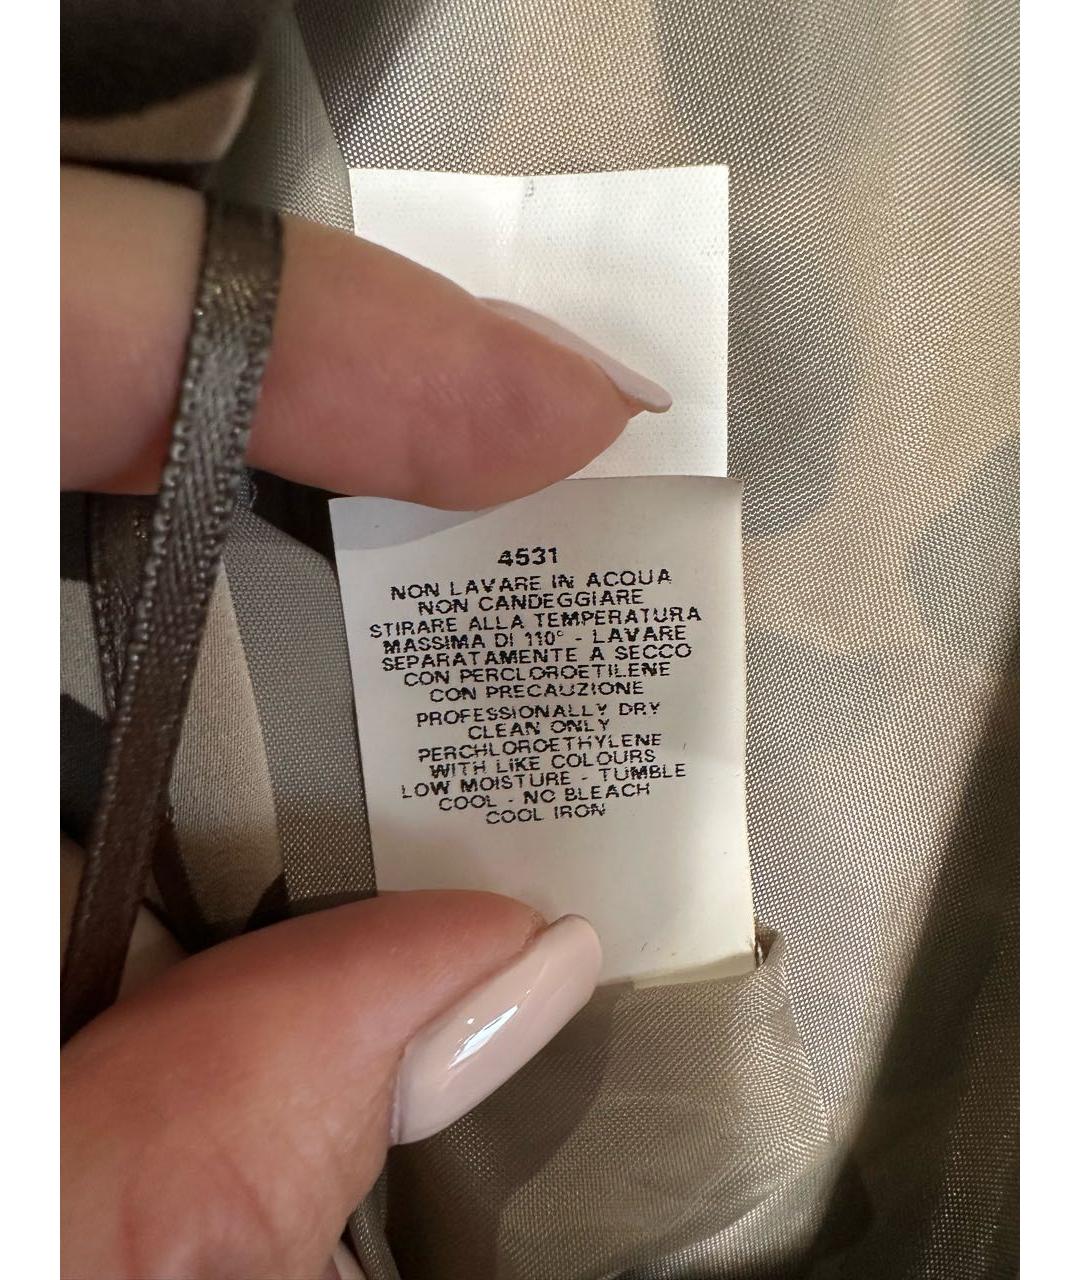 4531
NON LAVARE IN ACQUA
NON CANDEGGIARE
STIRARE ALLA TEMPERATURA
MASSIMA DI 110° - LAVARE
SEPARATAMENTE A SECCO
CON PERCLOROETILENE
CON PRECAUZIONE
PROFESSIONALLY DRY
CLEAN ONLY
PERCHLOROETHYLENE
WITH LIKE COLOURS
LOW MOISTURE - TUMBLE
COOL - NO BLEACH
COOL IRON